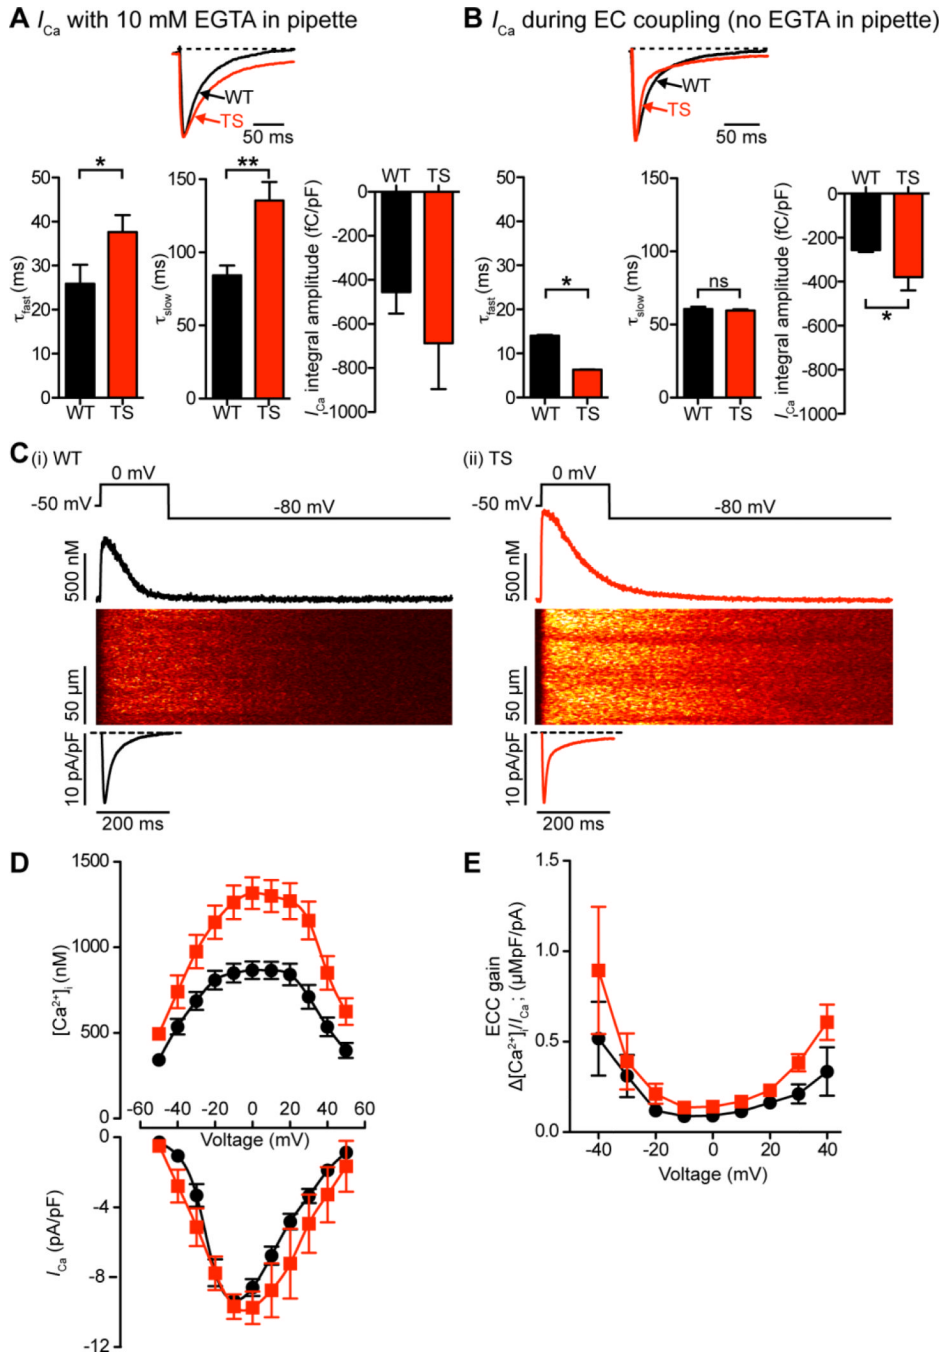 A I_Ca with 10 mM EGTA in pipette
WT
TS
50 ms
*
50
40
30
20
10
0
τ_fast (ms)
WT TS
**
150
100
50
0
τ_slow (ms)
WT TS
WT TS
0
-200
-400
-600
-800
-1000
I_Ca integral amplitude (fC/pF)
B I_Ca during EC coupling (no EGTA in pipette)
WT
TS
50 ms
*
50
40
30
20
10
0
τ_fast (ms)
WT TS
ns
150
100
50
0
τ_slow (ms)
WT TS
WT TS
0
-200
-400
-600
-800
-1000
I_Ca integral amplitude (fC/pF)
*
C (i) WT
0 mV
-50 mV
-80 mV
500 nM
50 µm
10 pA/pF
200 ms
(ii) TS
0 mV
-50 mV
-80 mV
500 nM
50 µm
10 pA/pF
200 ms
D
1500
1000
500
0
[Ca²⁺]ᵢ (nM)
-60 -40 -20 0 20 40 60
Voltage (mV)
0
-4
-8
-12
I_Ca (pA/pF)
E
1.5
1.0
0.5
0.0
ECC gain
Δ[Ca²⁺]ᵢ/I_Ca; (µMpF/pA)
-40 -20 0 20 40
Voltage (mV)